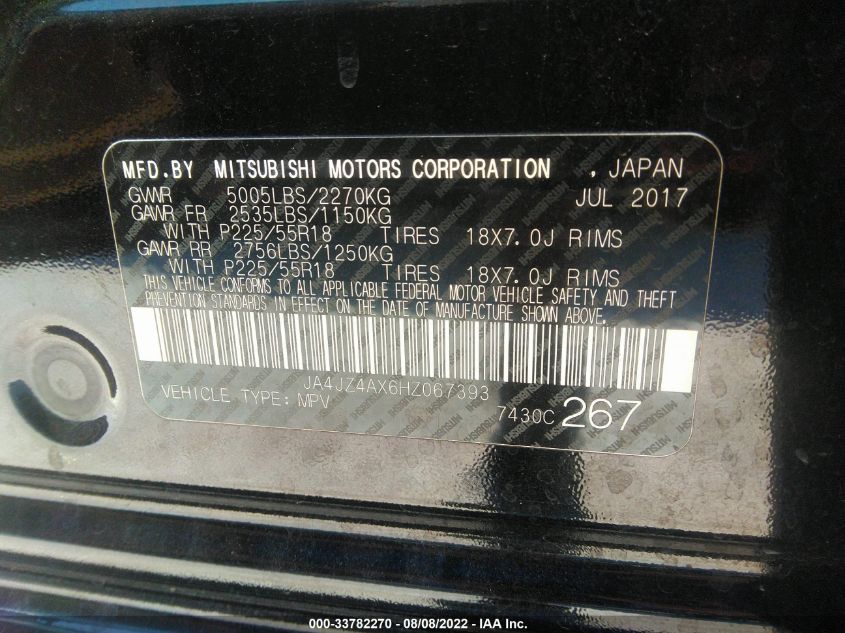 MFD.BY MITSUBISHI MOTORS CORPORATION , JAPAN
GVWR 5005LBS/2270KG JUL 2017
GAWR FR 2535LBS/1150KG
WITH P225/55R18 TIRES 18X7.0J RIMS
GAWR RR 2756LBS/1250KG
WITH P225/55R18 TIRES 18X7.0J RIMS
THIS VEHICLE CONFORMS TO ALL APPLICABLE FEDERAL MOTOR VEHICLE SAFETY AND THEFT
PREVENTION STANDARDS IN EFFECT ON THE DATE OF MANUFACTURE SHOWN ABOVE.
JA4JZ4AX6HZ067393
VEHICLE TYPE: MPV 7430C 267
000-33782270 - 08/08/2022 - IAA Inc.